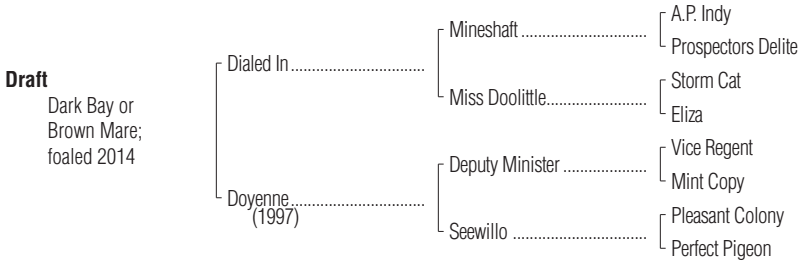 A.P. Indy
Mineshaft
Prospectors Delite
Dialed In
Storm Cat
Miss Doolittle
Eliza
Draft
Dark Bay or
Brown Mare;
foaled 2014
Vice Regent
Deputy Minister
Mint Copy
Doyenne
(1997)
Pleasant Colony
Seewillo
Perfect Pigeon